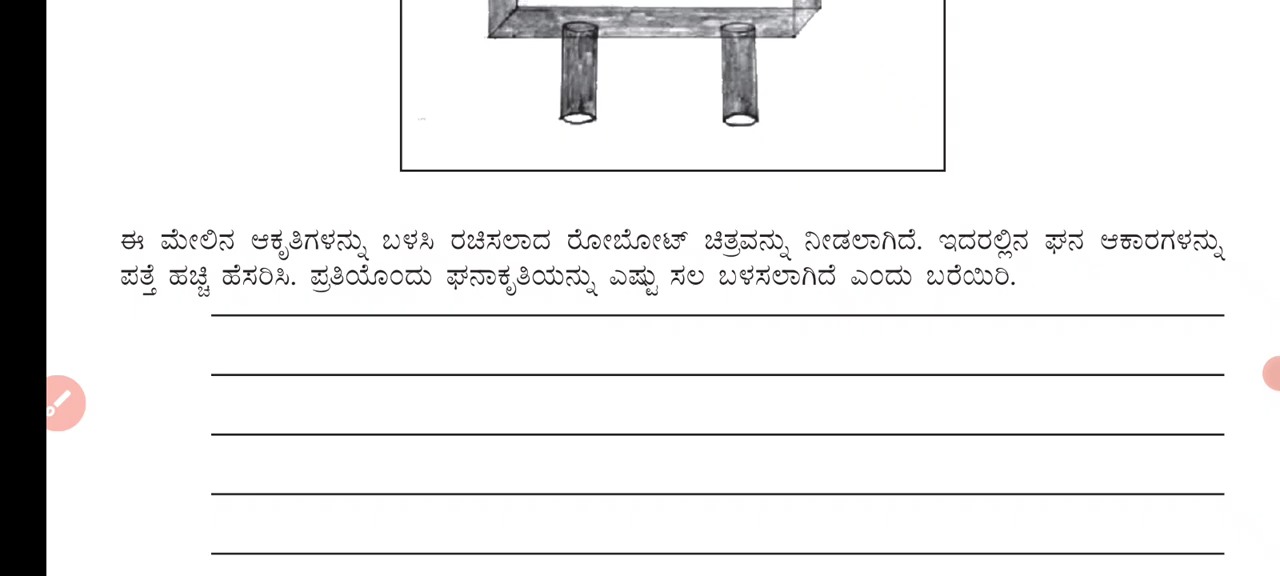 ಈ ಮೇಲಿನ ಆಕೃತಿಗಳನ್ನು ಬಳಸಿ ರಚಿಸಲಾದ ರೋಬೋಟ್ ಚಿತ್ರವನ್ನು ನೀಡಲಾಗಿದೆ. ಇದರಲ್ಲಿನ ಘನ ಆಕಾರಗಳನ್ನು
ಪತ್ತೆ ಹಚ್ಚಿ ಹೆಸರಿಸಿ. ಪ್ರತಿಯೊಂದು ಘನಾಕೃತಿಯನ್ನು ಎಷ್ಟು ಸಲ ಬಳಸಲಾಗಿದೆ ಎಂದು ಬರೆಯಿರಿ.